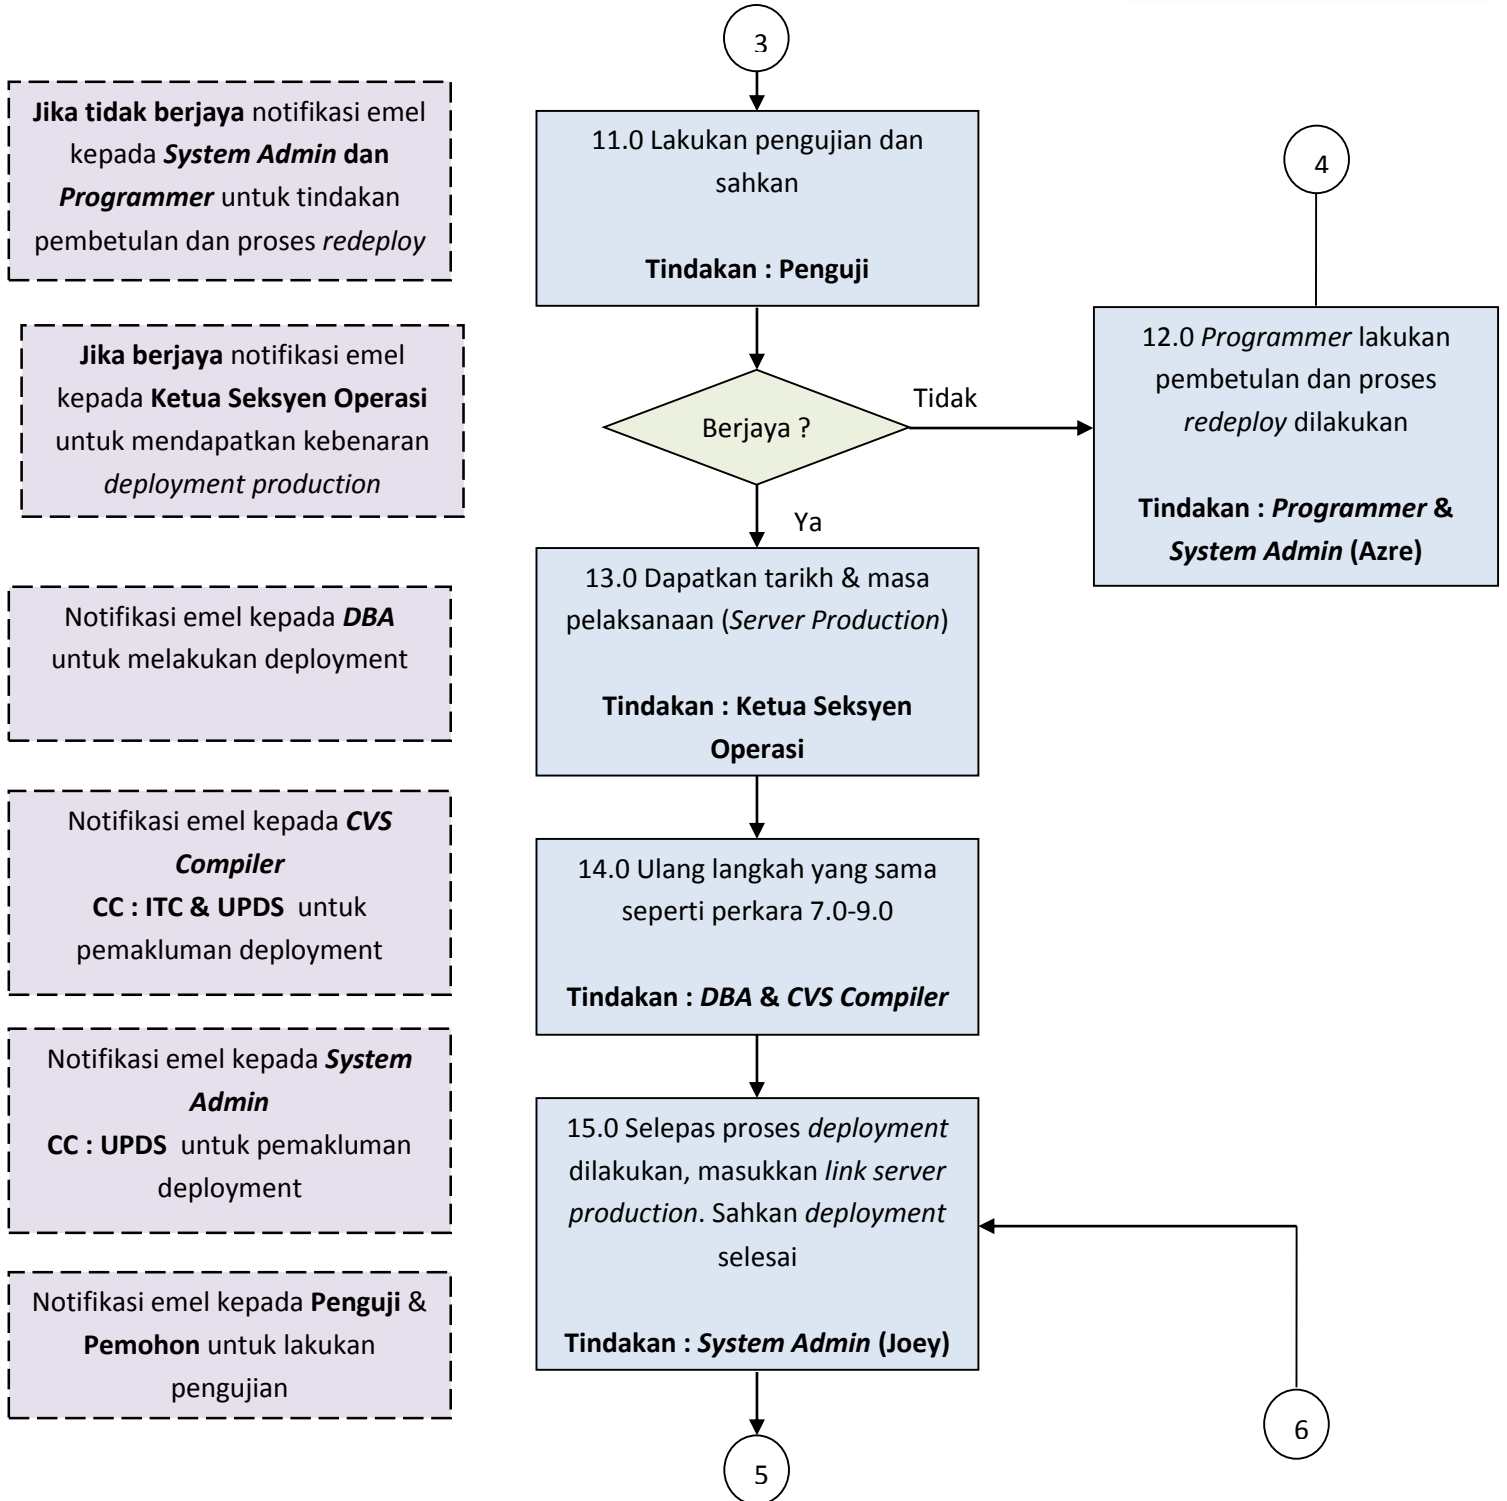 3
Jika tidak berjaya notifikasi emel
kepada System Admin dan
Programmer untuk tindakan
pembetulan dan proses redeploy
11.0 Lakukan pengujian dan
sahkan
Tindakan : Penguji
4
Jika berjaya notifikasi emel
kepada Ketua Seksyen Operasi
untuk mendapatkan kebenaran
deployment production
Berjaya ?
Tidak
12.0 Programmer lakukan
pembetulan dan proses
redeploy dilakukan
Tindakan : Programmer &
System Admin (Azre)
Ya
Notifikasi emel kepada DBA
untuk melakukan deployment
13.0 Dapatkan tarikh & masa
pelaksanaan (Server Production)
Tindakan : Ketua Seksyen
Operasi
Notifikasi emel kepada CVS
Compiler
CC : ITC & UPDS untuk
pemakluman deployment
14.0 Ulang langkah yang sama
seperti perkara 7.0-9.0
Tindakan : DBA & CVS Compiler
Notifikasi emel kepada System
Admin
CC : UPDS untuk pemakluman
deployment
15.0 Selepas proses deployment
dilakukan, masukkan link server
production. Sahkan deployment
selesai
Tindakan : System Admin (Joey)
Notifikasi emel kepada Penguji &
Pemohon untuk lakukan
pengujian
6
5